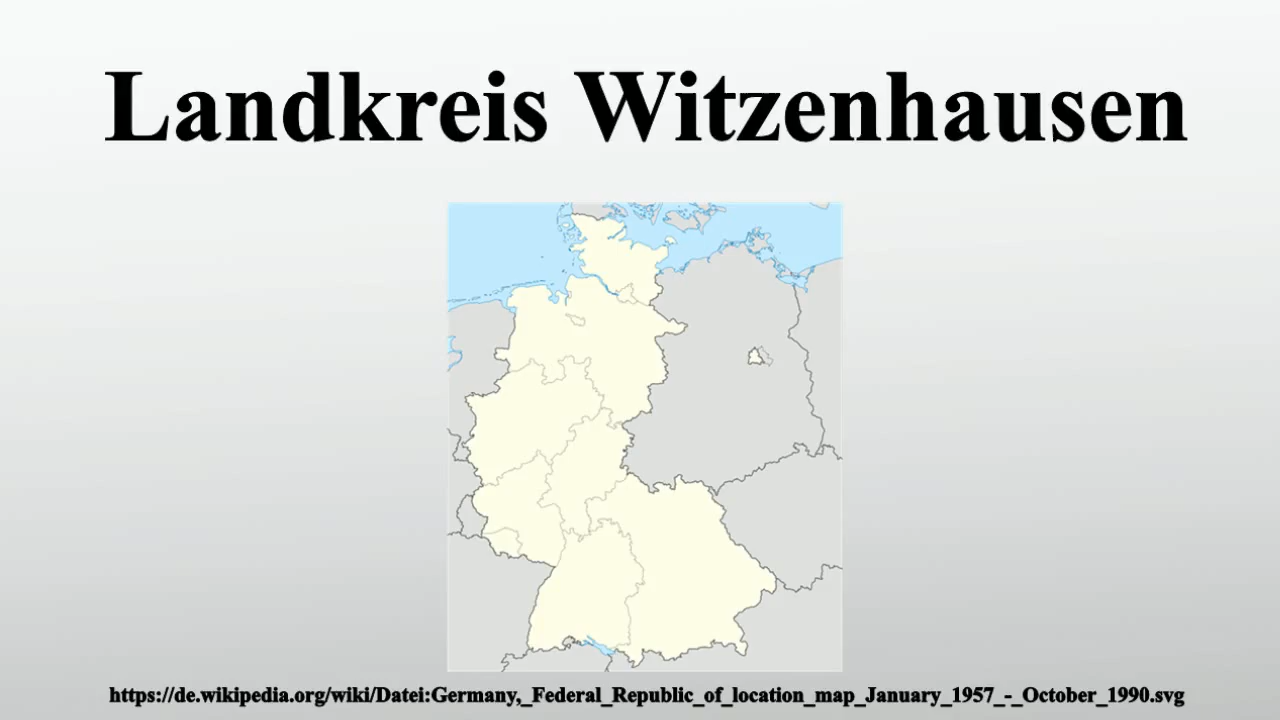 Landkreis Witzenhausen
https://de.wikipedia.org/wiki/Datei:Germany,_Federal_Republic_of_location_map_January_1957_-_October_1990.svg